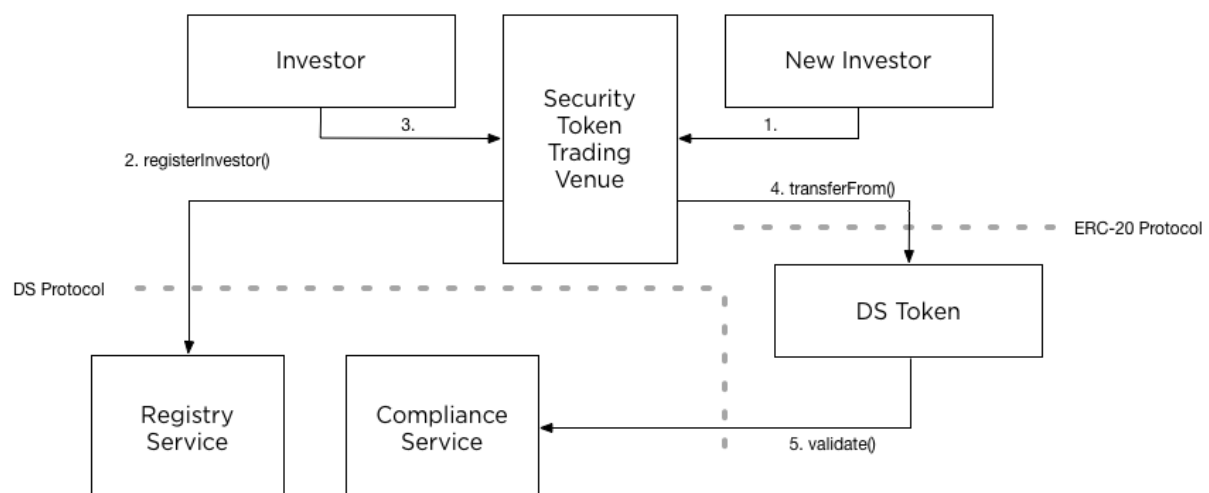 Investor
Security
Token
Trading
Venue
New Investor
3.
1.
2. registerInvestor()
4. transferFrom()
ERC-20 Protocol
DS Protocol
DS Token
Registry
Service
Compliance
Service
5. validate()